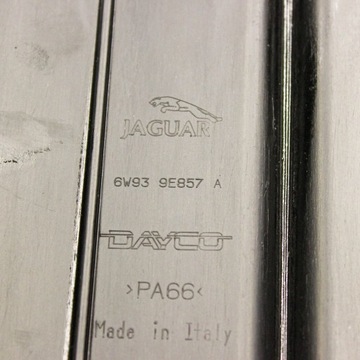 JAGUAR
6W93 9E857 A
DAYCO
>PA66<
Made in Italy